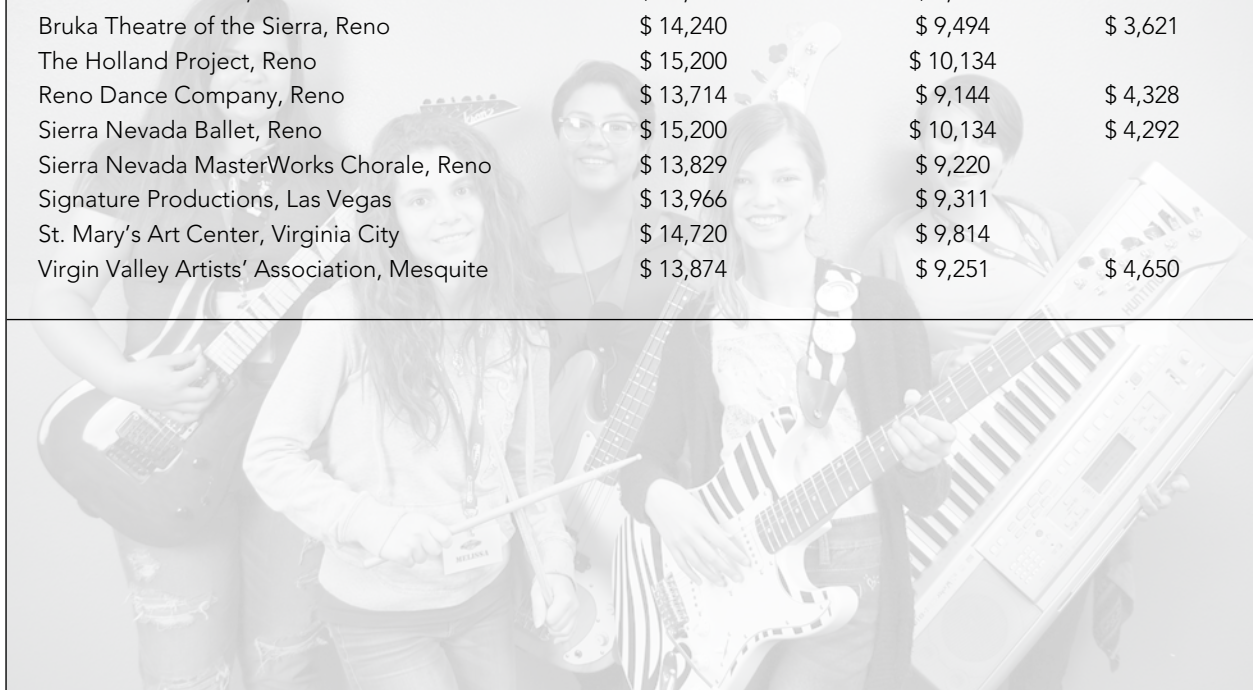 Bruka Theatre of the Sierra, Reno $ 14,240 $ 9,494 $ 3,621
The Holland Project, Reno $ 15,200 $ 10,134
Reno Dance Company, Reno $ 13,714 $ 9,144 $ 4,328
Sierra Nevada Ballet, Reno $ 15,200 $ 10,134 $ 4,292
Sierra Nevada MasterWorks Chorale, Reno $ 13,829 $ 9,220
Signature Productions, Las Vegas $ 13,966 $ 9,311
St. Mary’s Art Center, Virginia City $ 14,720 $ 9,814
Virgin Valley Artists’ Association, Mesquite $ 13,874 $ 9,251 $ 4,650
MELISSA